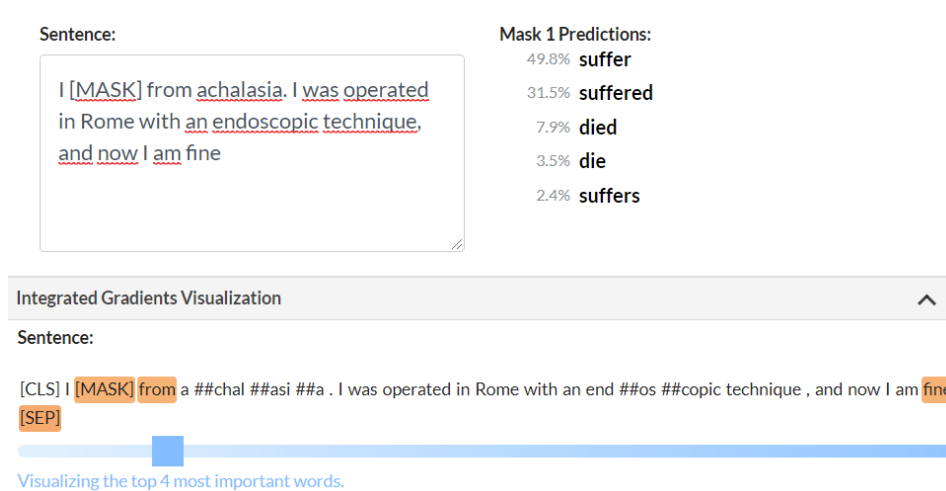 Sentence:
I [MASK] from achalasia. I was operated
in Rome with an endoscopic technique,
and now I am fine
Mask 1 Predictions:
49.8% suffer
31.5% suffered
7.9% died
3.5% die
2.4% suffers
Integrated Gradients Visualization
Sentence:
[CLS] I [MASK] from a ##chal ##asi ##a . I was operated in Rome with an end ##os ##copic technique , and now I am fine
[SEP]
Visualizing the top 4 most important words.